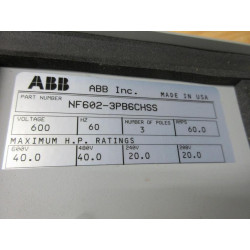 ABB ABB Inc.
PART NUMBER MADE IN USA
NF602-3PB6CHSS
VOLTAGE HZ NUMBER OF POLES AMPS
600 60 3 60.0
MAXIMUM H.P. RATINGS
600V 480V 240V 200V
40.0 40.0 20.0 20.0